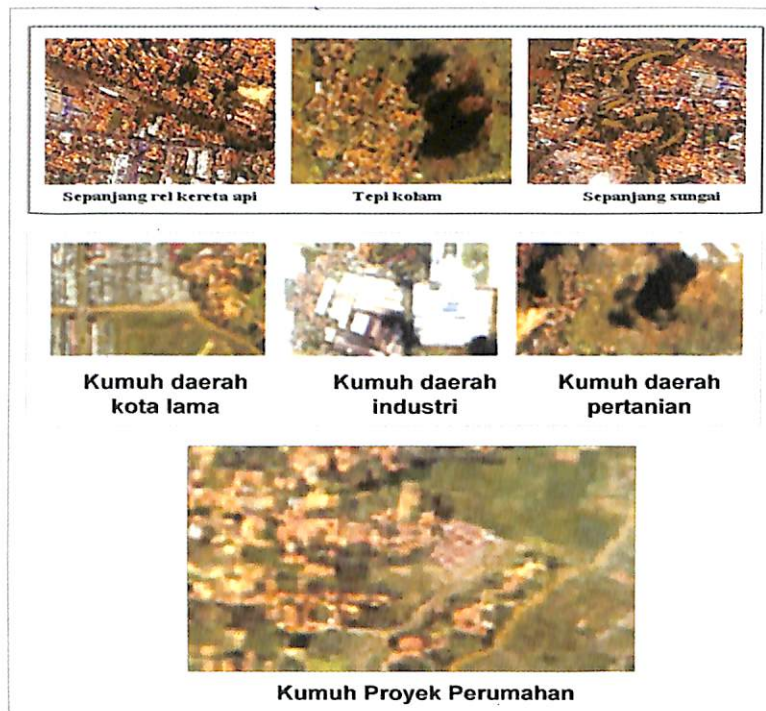 Sepanjang rel kereta api
Tepi kolam
Sepanjang sungai
Kumuh daerah
kota lama
Kumuh daerah
industri
Kumuh daerah
pertanian
Kumuh Proyek Perumahan